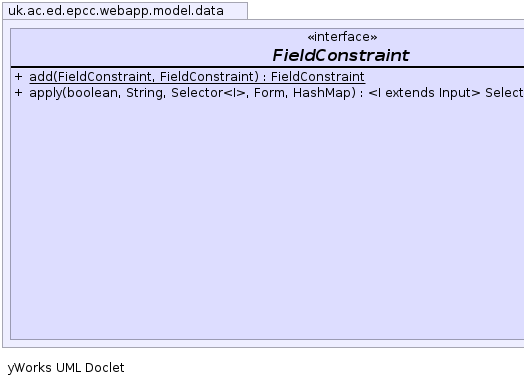 uk.ac.ed.epcc.webapp.model.data
«interface»
FieldConstraint
+ add(FieldConstraint, FieldConstraint) : FieldConstraint
+ apply(boolean, String, Selector<I>, Form, HashMap) : <I extends Input> Select
yWorks UML Doclet